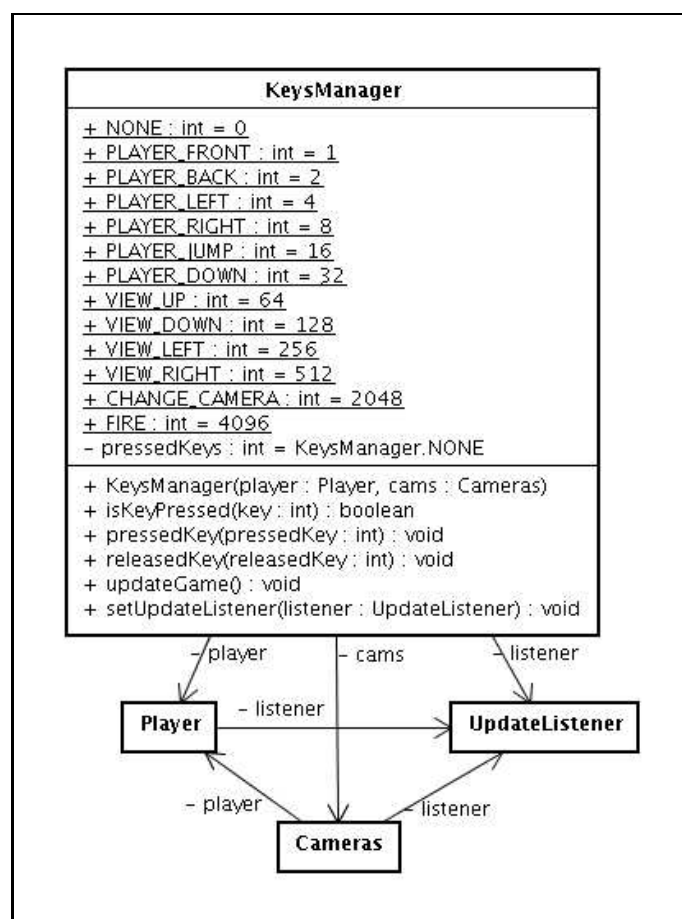 KeysManager
+ NONE : int = 0
+ PLAYER_FRONT : int = 1
+ PLAYER_BACK : int = 2
+ PLAYER_LEFT : int = 4
+ PLAYER_RIGHT : int = 8
+ PLAYER_JUMP : int = 16
+ PLAYER_DOWN : int = 32
+ VIEW_UP : int = 64
+ VIEW_DOWN : int = 128
+ VIEW_LEFT : int = 256
+ VIEW_RIGHT : int = 512
+ CHANGE_CAMERA : int = 2048
+ FIRE : int = 4096
- pressedKeys : int = KeysManager.NONE
+ KeysManager(player : Player, cams : Cameras)
+ isKeyPressed(key : int) : boolean
+ pressedKey(pressedKey : int) : void
+ releasedKey(releasedKey : int) : void
+ updateGame() : void
+ setUpdateListener(listener : UpdateListener) : void
- player
- cams
- listener
Player
- listener
UpdateListener
- player
- listener
Cameras